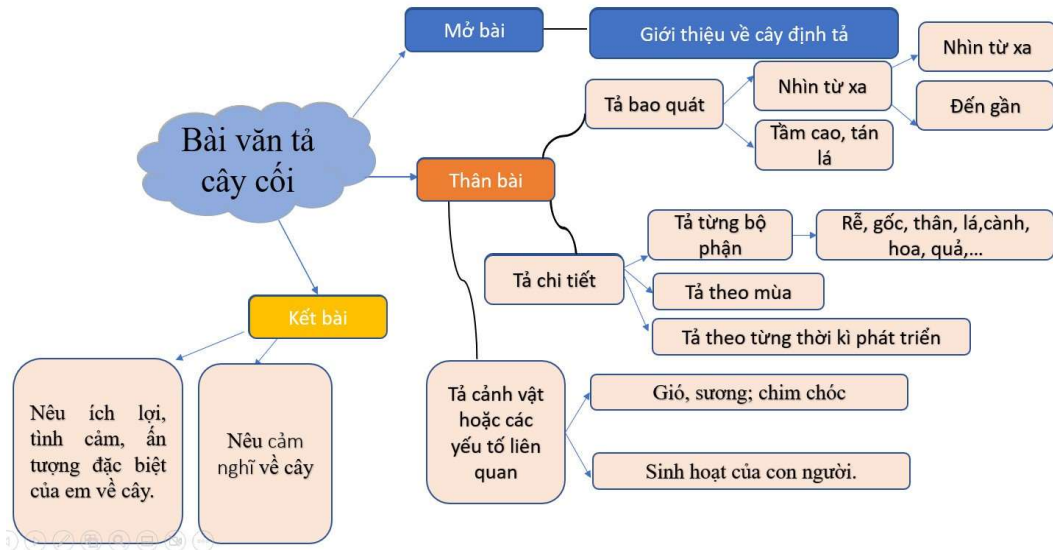 Bài văn tả
cây cối
Mở bài
Giới thiệu về cây định tả
Thân bài
Tả bao quát
Nhìn từ xa
Nhìn từ xa
Đến gần
Tầm cao, tán
lá
Tả chi tiết
Tả từng bộ
phận
Rễ, gốc, thân, lá,cành,
hoa, quả,...
Tả theo mùa
Tả theo từng thời kì phát triển
Tả cảnh vật
hoặc các
yếu tố liên
quan
Gió, sương; chim chóc
Sinh hoạt của con người.
Kết bài
Nêu ích lợi,
tình cảm, ấn
tượng đặc biệt
của em về cây.
Nêu cảm
nghĩ về cây